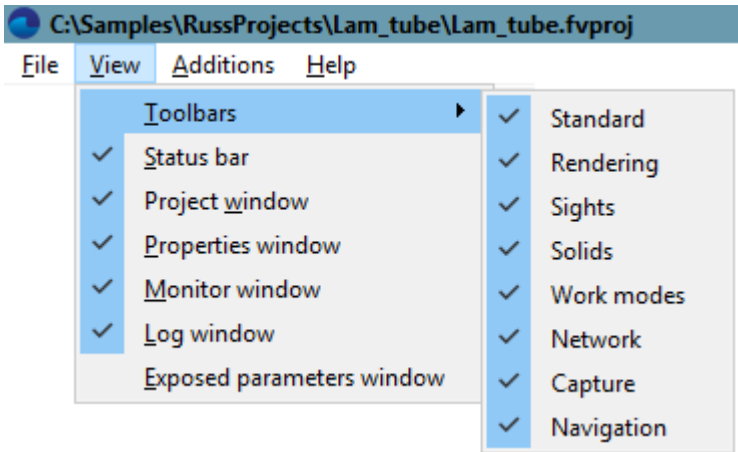 C:\Samples\RussProjects\Lam_tube\Lam_tube.fvproj
File View Additions Help
Toolbars
Status bar
Project window
Properties window
Monitor window
Log window
Exposed parameters window
Standard
Rendering
Sights
Solids
Work modes
Network
Capture
Navigation